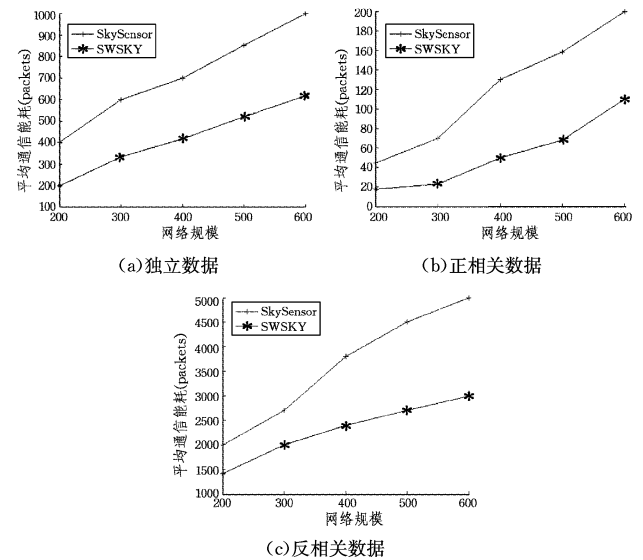 平均通信能耗(packets)
1000
900
800
700
600
500
400
300
200
100
SkySensor
SWSKY
200 300 400 500 600
网络规模
(a)独立数据
平均通信能耗(packets)
200
180
160
140
120
100
80
60
40
20
0
SkySensor
SWSKY
200 300 400 500 600
网络规模
(b)正相关数据
平均通信能耗(packets)
5000
4500
4000
3500
3000
2500
2000
1500
1000
SkySensor
SWSKY
200 300 400 500 600
网络规模
(c)反相关数据